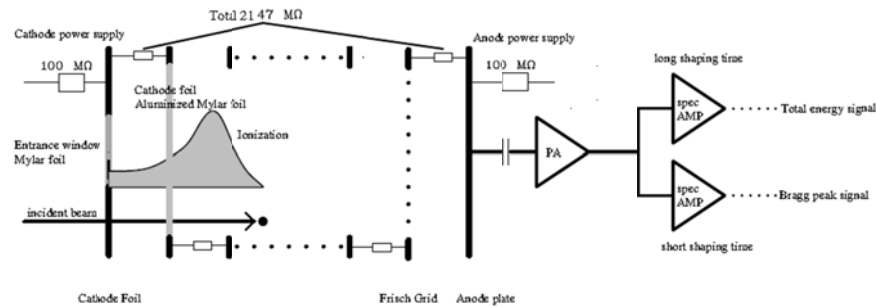 Totl 21 47 MΩ
Cathode power supply
Anode power supply
100 MΩ
100 MΩ
long shaping time
Cathode foil
Aluminized Mylar foil
Ionization
Entrance window
Mylar foil
spec
AMP
Total energy signal
PA
spec
AMP
Bragg peak signal
incident beam
short shaping time
Cathode Foil
Frisch Grid
Anode plate